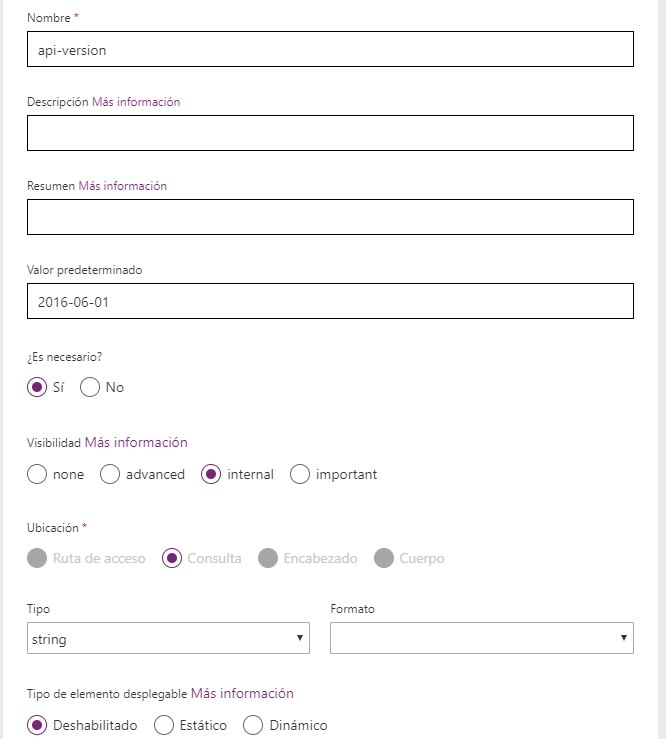 Nombre *
api-version
Descripción Más información
Resumen Más información
Valor predeterminado
2016-06-01
¿Es necesario?
Sí No
Visibilidad Más información
none advanced internal important
Ubicación *
Ruta de acceso Consulta Encabezado Cuerpo
Tipo Formato
string
Tipo de elemento desplegable Más información
Deshabilitado Estático Dinámico